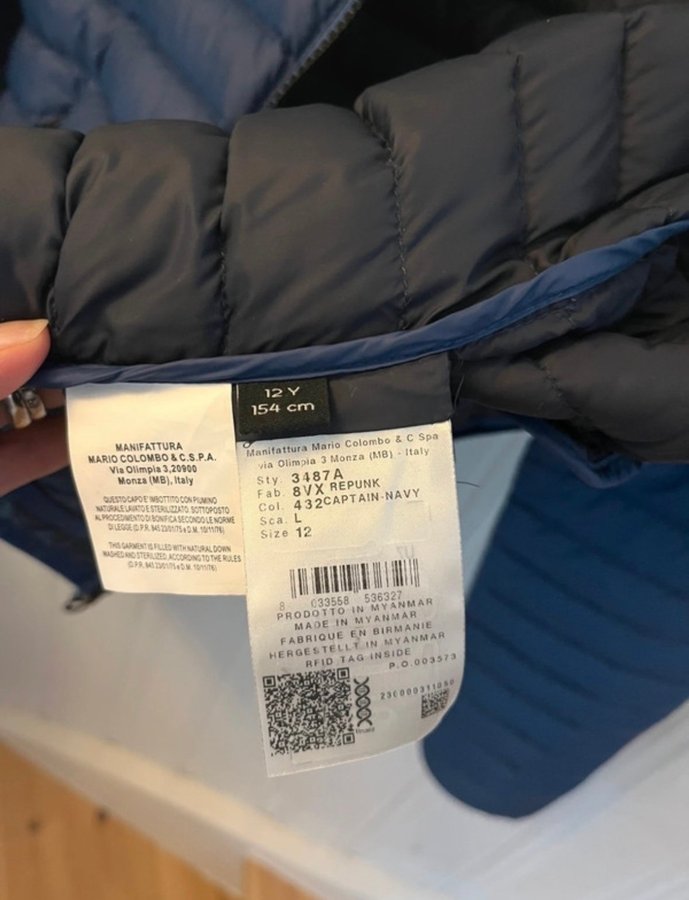 12 Y
154 cm
MANIFATTURA
MARIO COLOMBO & C.S.P.A.
Via Olimpia 3,20900
Monza (MB), Italy
QUESTO CAPO E' IMBOTTITO CON PIUMINO
NATURALE LAVATO E STERILIZZATO. SOTTOPOSTO
AL PROCEDIMENTO DI BONIFICA SECONDO LE NORME
DI LEGGE (D.P.R. 845 23/01/75 e D.M. 10/11/76)
THIS GARMENT IS FILLED WITH NATURAL DOWN
WASHED AND STERILIZED, ACCORDING TO THE RULES
(D.P.R. 845 23/01/75 e D.M. 10/11/76)
Manifattura Mario Colombo & C Spa
via Olimpia 3 Monza (MB) - Italy
Sty. 3487A
Fab. 8VX REPUNK
Col. 432CAPTAIN-NAVY
Sca. L
Size 12
8 033558 536327
PRODOTTO IN MYANMAR
MADE IN MYANMAR
FABRIQUE EN BIRMANIE
HERGESTELLT IN MYANMAR
RFID TAG INSIDE
P.O.003573
230000311050